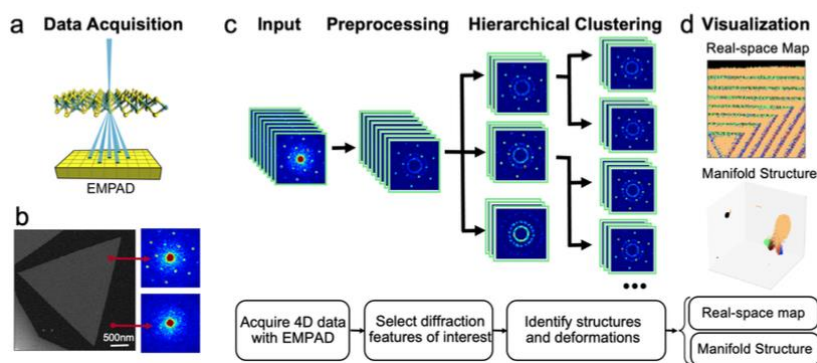 a Data Acquisition
EMPAD
b
500nm
c Input Preprocessing Hierarchical Clustering
•••
Acquire 4D data
with EMPAD
Select diffraction
features of interest
Identify structures
and deformations
d Visualization
Real-space Map
Manifold Structure
Real-space map
Manifold Structure